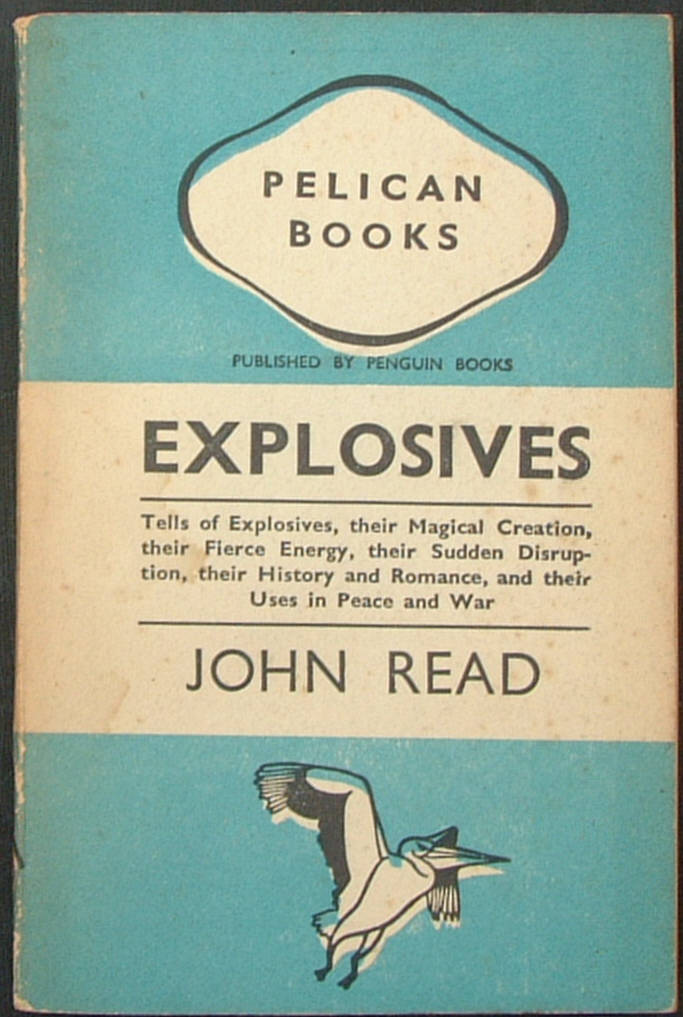 PELICAN
BOOKS
PUBLISHED BY PENGUIN BOOKS
EXPLOSIVES
Tells of Explosives, their Magical Creation,
their Fierce Energy, their Sudden Disrup-
tion, their History and Romance, and their
Uses in Peace and War
JOHN READ